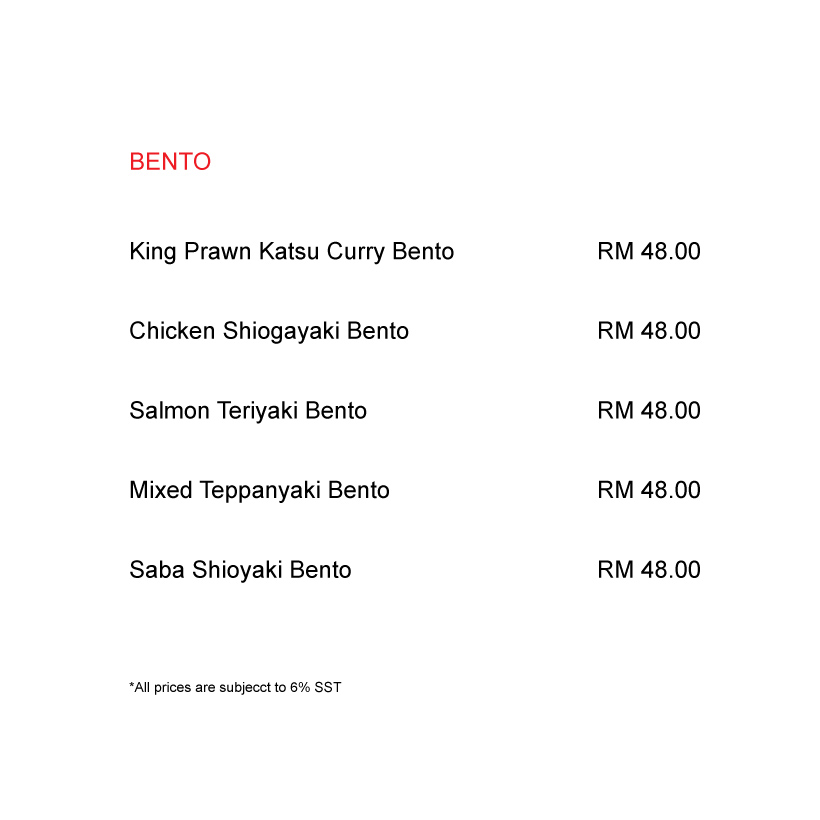 BENTO
King Prawn Katsu Curry Bento RM 48.00
Chicken Shiogayaki Bento RM 48.00
Salmon Teriyaki Bento RM 48.00
Mixed Teppanyaki Bento RM 48.00
Saba Shioyaki Bento RM 48.00
*All prices are subjecct to 6% SST